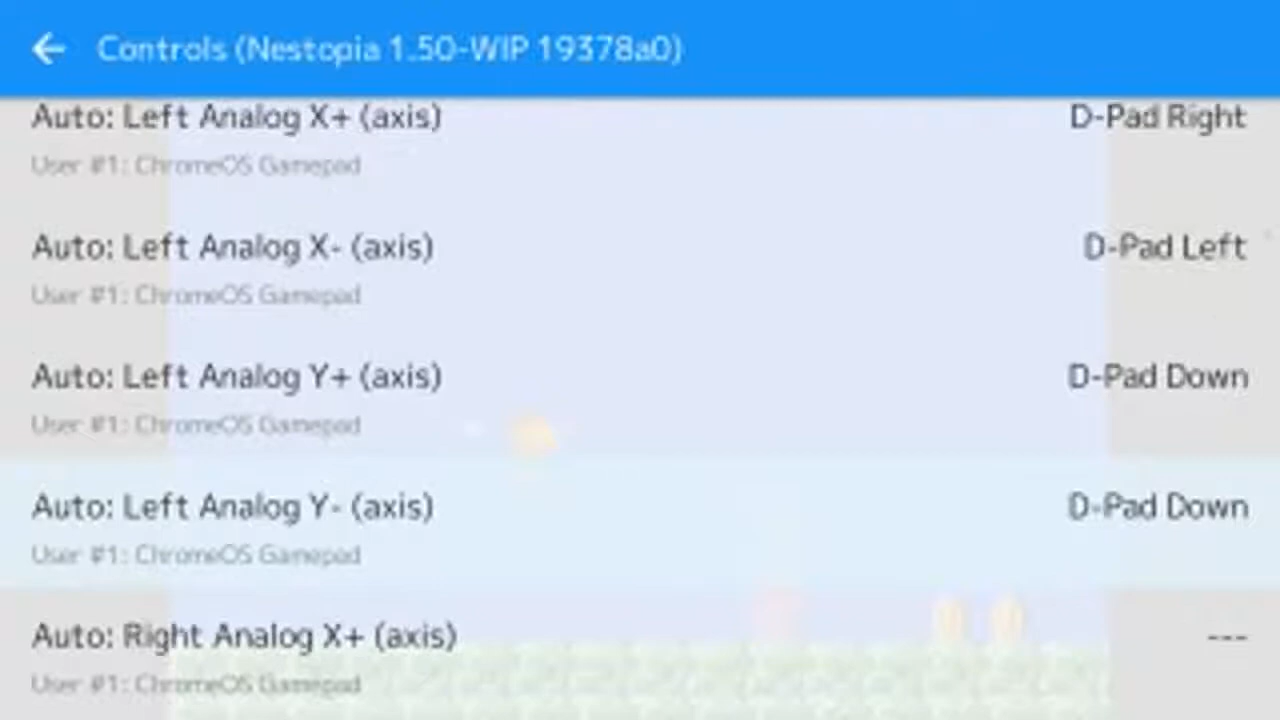 Controls (Nestopia 1.50-WIP 19378a0)
Auto: Left Analog X+ (axis) D-Pad Right
User #1: ChromeOS Gamepad
Auto: Left Analog X- (axis) D-Pad Left
User #1: ChromeOS Gamepad
Auto: Left Analog Y+ (axis) D-Pad Down
User #1: ChromeOS Gamepad
Auto: Left Analog Y- (axis) D-Pad Down
User #1: ChromeOS Gamepad
Auto: Right Analog X+ (axis) ---
User #1: ChromeOS Gamepad